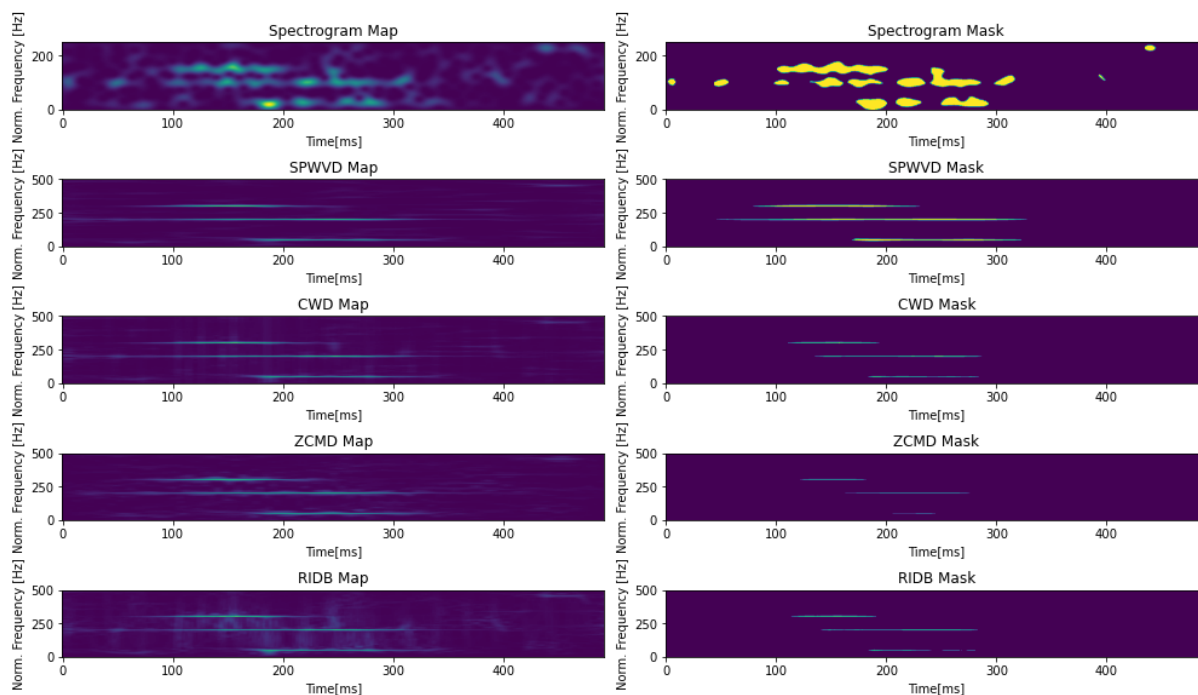 Spectrogram Map
Norm. Frequency [Hz]
200
0
0 100 200 300 400
Time[ms]
Spectrogram Mask
Norm. Frequency [Hz]
200
0
0 100 200 300 400
Time[ms]
SPWVD Map
Norm. Frequency [Hz]
500
250
0
0 100 200 300 400
Time[ms]
SPWVD Mask
Norm. Frequency [Hz]
500
250
0
0 100 200 300 400
Time[ms]
CWD Map
Norm. Frequency [Hz]
500
250
0
0 100 200 300 400
Time[ms]
CWD Mask
Norm. Frequency [Hz]
500
250
0
0 100 200 300 400
Time[ms]
ZCMD Map
Norm. Frequency [Hz]
500
250
0
0 100 200 300 400
Time[ms]
ZCMD Mask
Norm. Frequency [Hz]
500
250
0
0 100 200 300 400
Time[ms]
RIDB Map
Norm. Frequency [Hz]
500
250
0
0 100 200 300 400
Time[ms]
RIDB Mask
Norm. Frequency [Hz]
500
250
0
0 100 200 300 400
Time[ms]